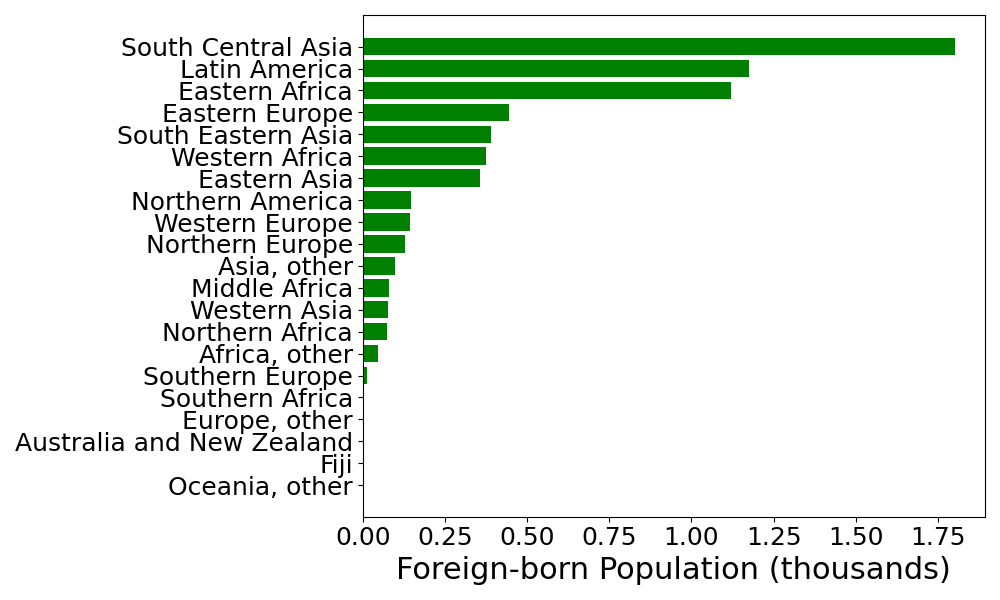 South Central Asia
Latin America
Eastern Africa
Eastern Europe
South Eastern Asia
Western Africa
Eastern Asia
Northern America
Western Europe
Northern Europe
Asia, other
Middle Africa
Western Asia
Northern Africa
Africa, other
Southern Europe
Southern Africa
Europe, other
Australia and New Zealand
Fiji
Oceania, other
0.00 0.25 0.50 0.75 1.00 1.25 1.50 1.75
Foreign-born Population (thousands)